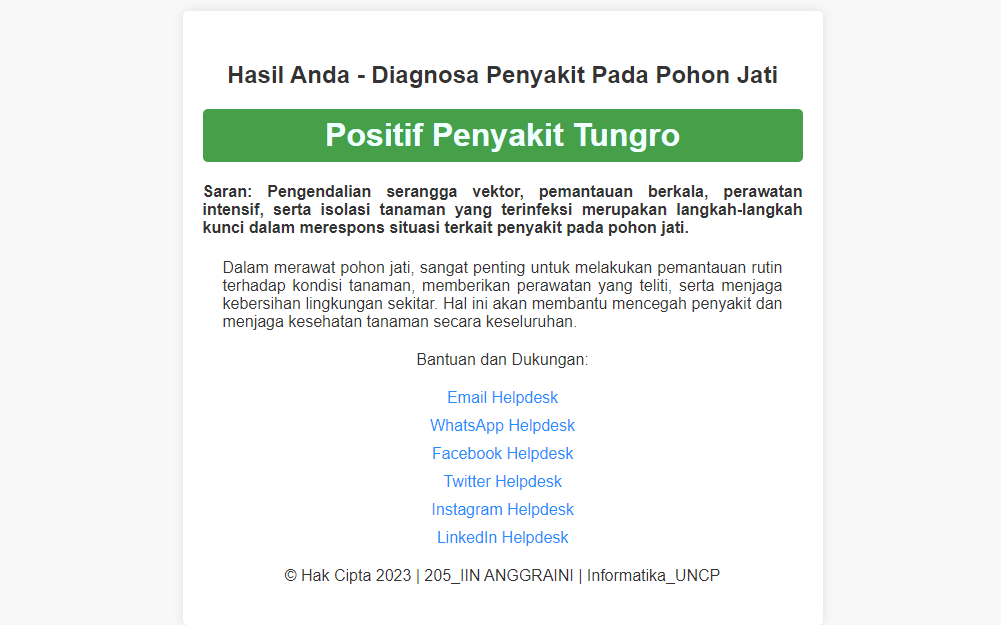 Hasil Anda - Diagnosa Penyakit Pada Pohon Jati
Positif Penyakit Tungro
Saran: Pengendalian serangga vektor, pemantauan berkala, perawatan
intensif, serta isolasi tanaman yang terinfeksi merupakan langkah-langkah
kunci dalam merespons situasi terkait penyakit pada pohon jati.
Dalam merawat pohon jati, sangat penting untuk melakukan pemantauan rutin
terhadap kondisi tanaman, memberikan perawatan yang teliti, serta menjaga
kebersihan lingkungan sekitar. Hal ini akan membantu mencegah penyakit dan
menjaga kesehatan tanaman secara keseluruhan.
Bantuan dan Dukungan:
Email Helpdesk
WhatsApp Helpdesk
Facebook Helpdesk
Twitter Helpdesk
Instagram Helpdesk
LinkedIn Helpdesk
© Hak Cipta 2023 | 205_IIN ANGGRAINI | Informatika_UNCP